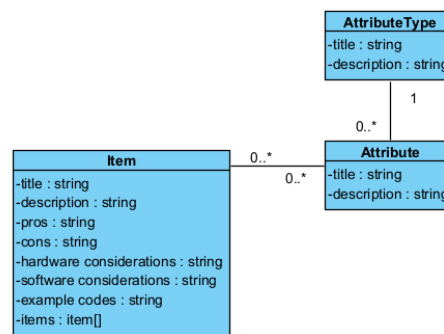 AttributeType
-title : string
-description : string
1
0..*
Attribute
-title : string
-description : string
0..*
0..*
Item
-title : string
-description : string
-pros : string
-cons : string
-hardware considerations : string
-software considerations : string
-example codes : string
-items : item[]